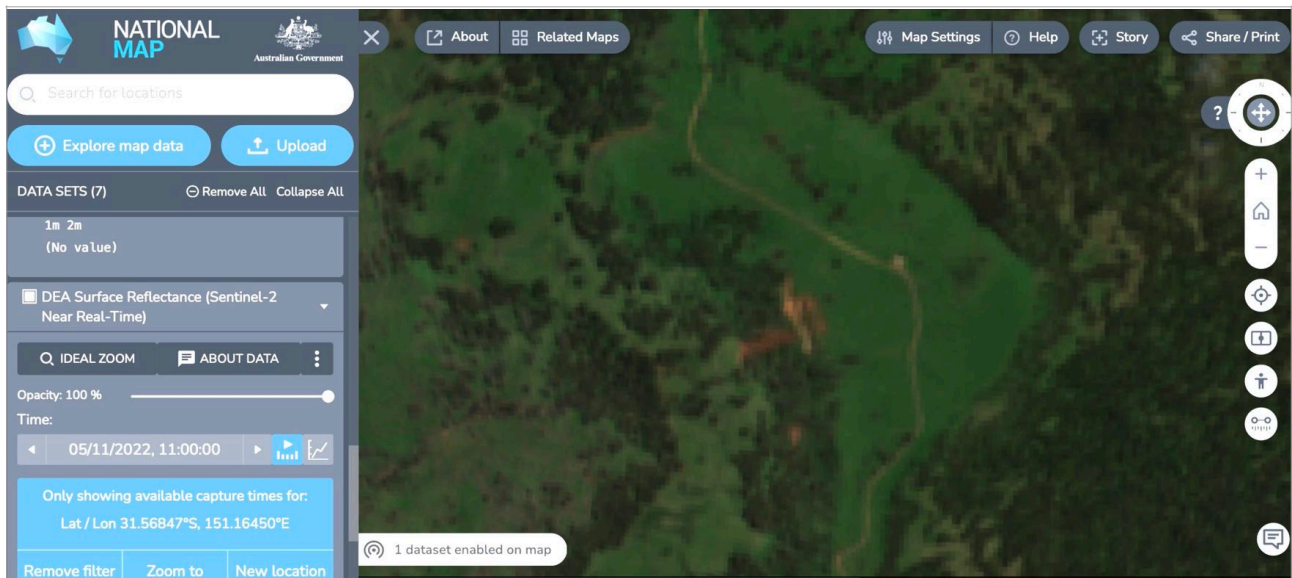 NATIONAL
MAP
Australian Government
About
Related Maps
Map Settings
Help
Story
Share / Print
Search for locations
Explore map data
Upload
DATA SETS (7)
Remove All
Collapse All
1m 2m
(No value)
DEA Surface Reflectance (Sentinel-2
Near Real-Time)
IDEAL ZOOM
ABOUT DATA
Opacity: 100 %
Time:
05/11/2022, 11:00:00
Only showing available capture times for:
Lat / Lon 31.56847°S, 151.16450°E
Remove filter
Zoom to
New location
1 dataset enabled on map
?
N